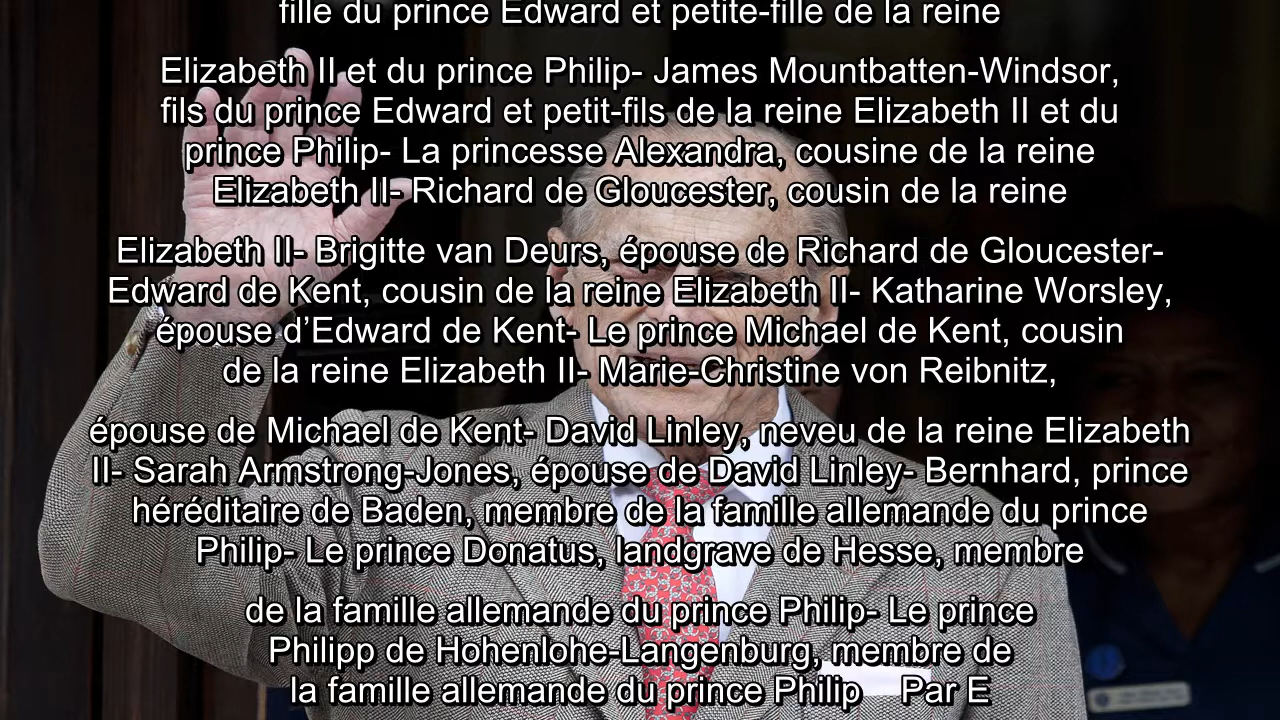 fille du prince Edward et petite-fille de la reine
Elizabeth II et du prince Philip- James Mountbatten-Windsor,
fils du prince Edward et petit-fils de la reine Elizabeth II et du
prince Philip- La princesse Alexandra, cousine de la reine
Elizabeth II- Richard de Gloucester, cousin de la reine
Elizabeth II- Brigitte van Deurs, épouse de Richard de Gloucester-
Edward de Kent, cousin de la reine Elizabeth II- Katharine Worsley,
épouse d’Edward de Kent- Le prince Michael de Kent, cousin
de la reine Elizabeth II- Marie-Christine von Reibnitz,
épouse de Michael de Kent- David Linley, neveu de la reine Elizabeth
II- Sarah Armstrong-Jones, épouse de David Linley- Bernhard, prince
héréditaire de Baden, membre de la famille allemande du prince
Philip- Le prince Donatus, landgrave de Hesse, membre
de la famille allemande du prince Philip- Le prince
Philipp de Hohenlohe-Langenburg, membre de
la famille allemande du prince Philip Par E